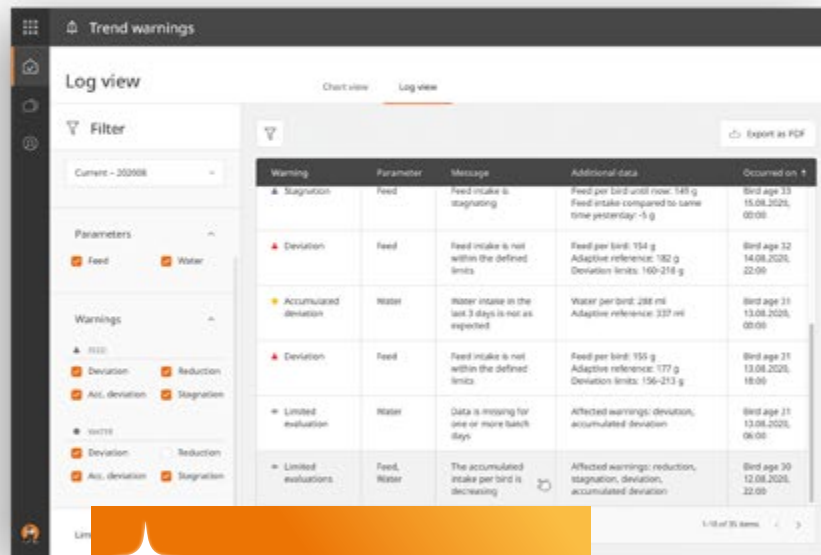 Trend warnings
Log view
Chart view Log view
Filter
Export as PDF
Current – 202008
Warning Parameter Message Additional data Occurred on
Stagnation Feed Feed intake is stagnating Feed per bird until now: 149 g Bird age 33
Feed intake compared to same time yesterday: -5 g 15.08.2020, 00:00
Parameters
Feed Water
Deviation Feed Feed intake is not within the defined limits Feed per bird: 154 g Bird age 32
Adaptive reference: 182 g 14.08.2020,
Deviation limits: 160–218 g 22:00
Warnings
Accumulated deviation Water Water intake in the last 3 days is not as expected Water per bird: 288 ml
Adaptive reference: 337 ml Bird age 31 13.08.2020, 00:00
FEED
Deviation Reduction
Acc. deviation Stagnation
Deviation Feed Feed intake is not within the defined limits Feed per bird: 155 g Bird age 31
Adaptive reference: 177 g 13.08.2020,
Deviation limits: 156–213 g 18:00
WATER
Deviation Reduction
Acc. deviation Stagnation
Limited evaluation Water Data is missing for one or more batch days Affected warnings: deviation, accumulated deviation Bird age 31 13.08.2020, 06:00
Limited evaluations Feed, Water The accumulated intake per bird is decreasing Affected warnings: reduction, stagnation, deviation, accumulated deviation Bird age 30 12.08.2020, 22:00
1-10 of 35 items